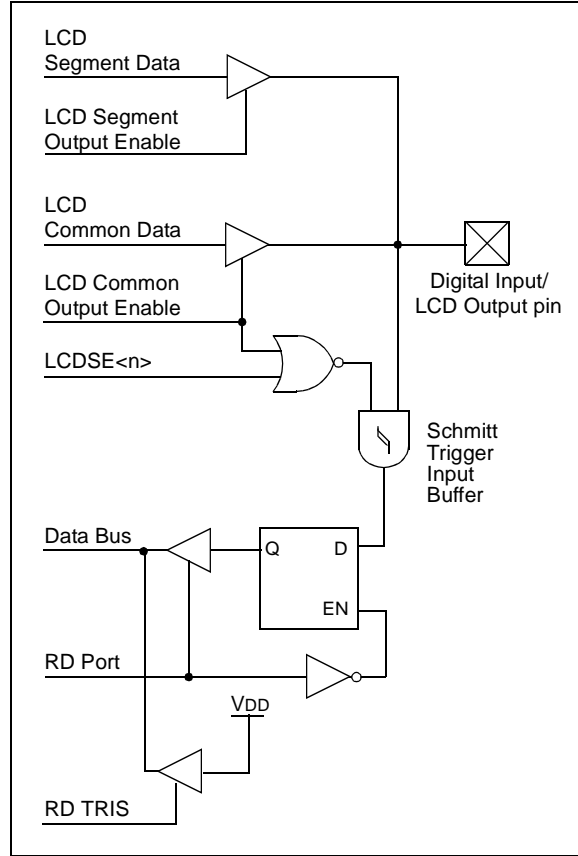 LCD
Segment Data
LCD Segment
Output Enable
LCD
Common Data
LCD Common
Output Enable
Digital Input/
LCD Output pin
LCDSE<n>
Schmitt
Trigger
Input
Buffer
Data Bus
Q
D
EN
RD Port
VDD
RD TRIS